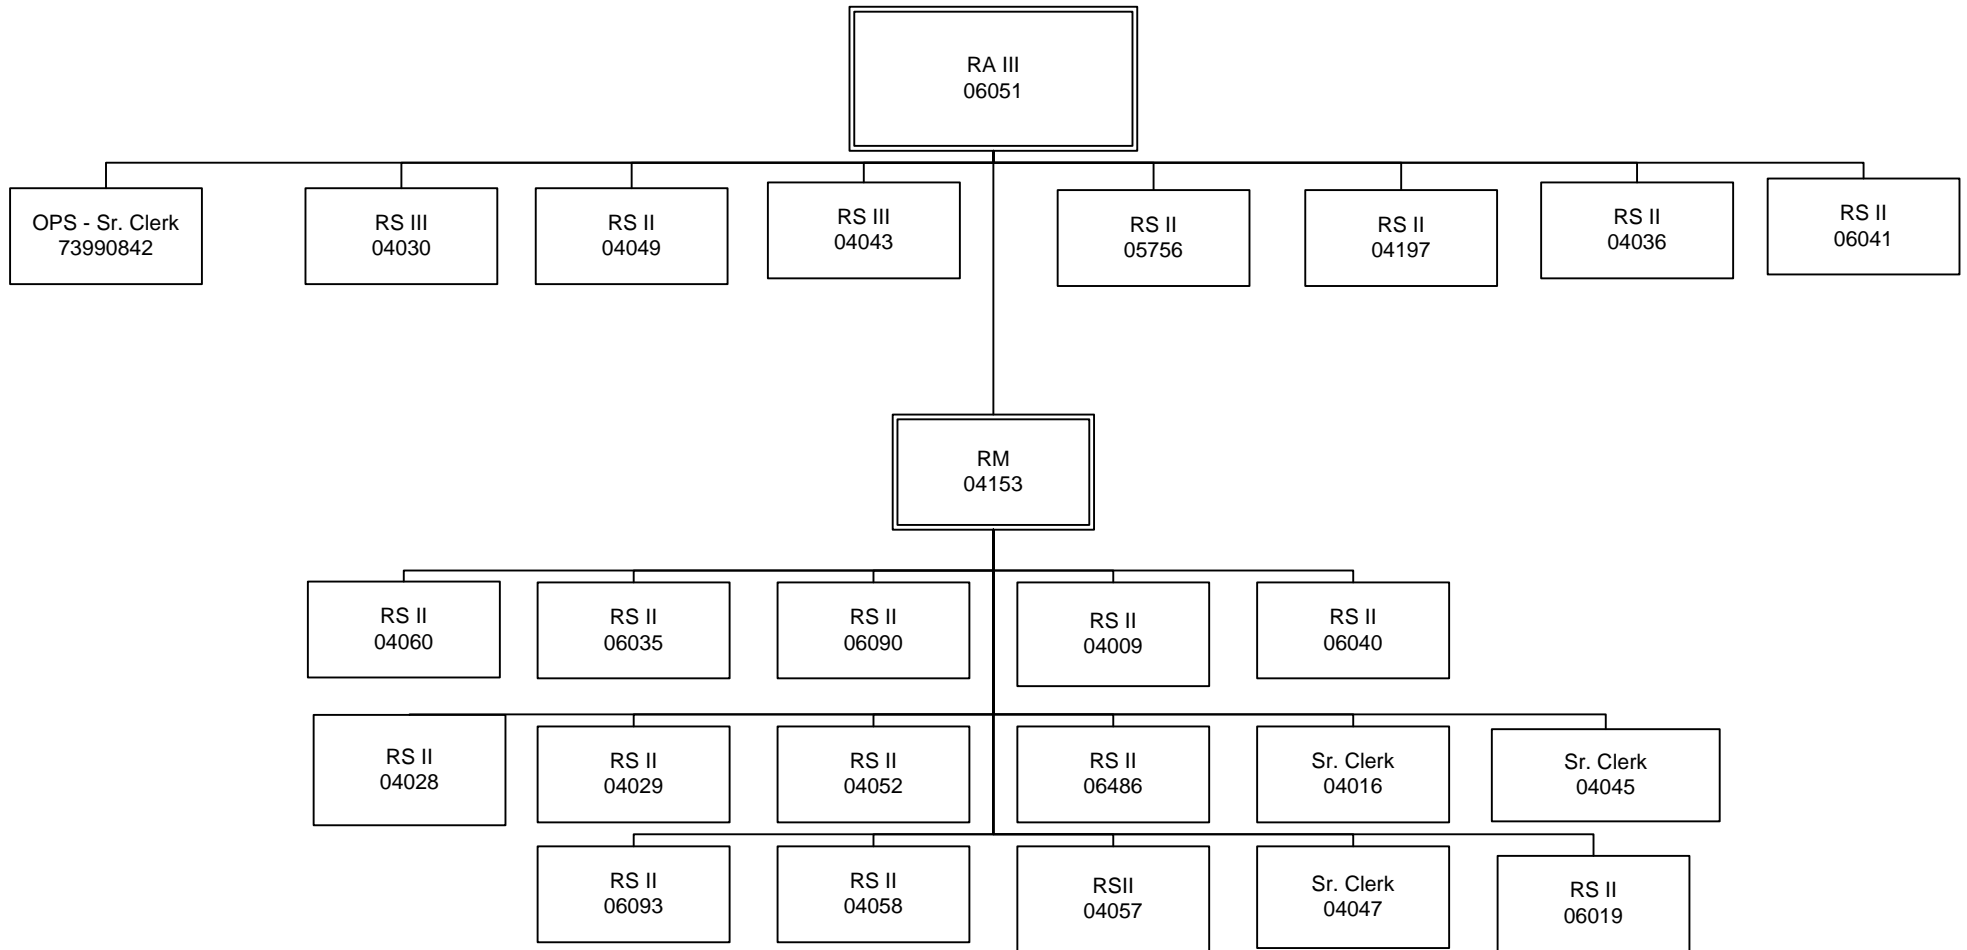 RA III
06051
OPS - Sr. Clerk
73990842
RS III
04030
RS II
04049
RS III
04043
RS II
05756
RS II
04197
RS II
04036
RS II
06041
RM
04153
RS II
04060
RS II
06035
RS II
06090
RS II
04009
RS II
06040
RS II
04028
RS II
04029
RS II
04052
RS II
06486
Sr. Clerk
04016
Sr. Clerk
04045
RS II
06093
RS II
04058
RSII
04057
Sr. Clerk
04047
RS II
06019